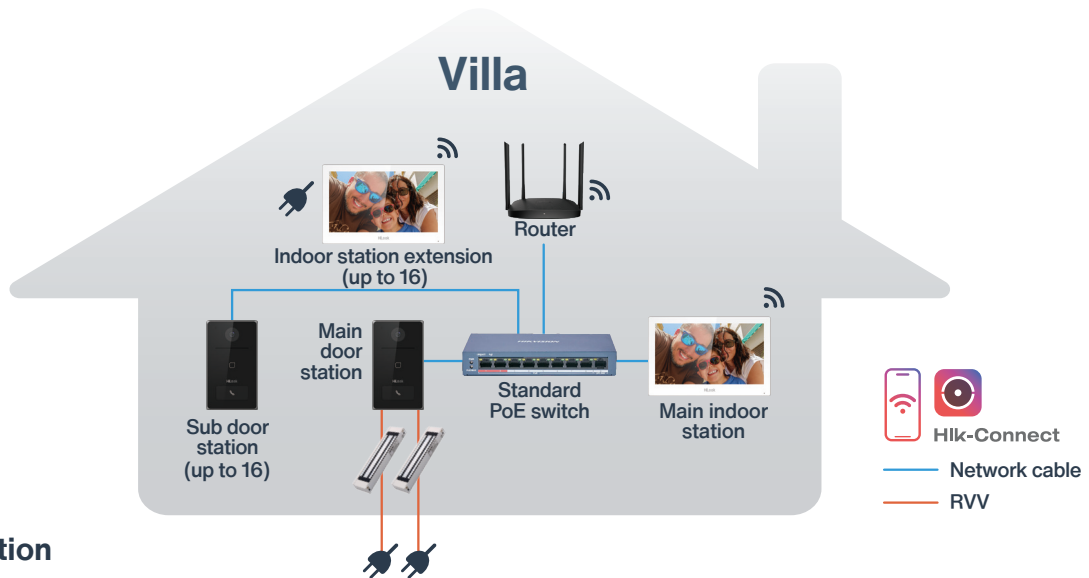 Villa
Router
Indoor station extension
(up to 16)
Main
door
station
Standard
PoE switch
Main indoor
station
Sub door
station
(up to 16)
HIk-Connect
Network cable
RVV
tion